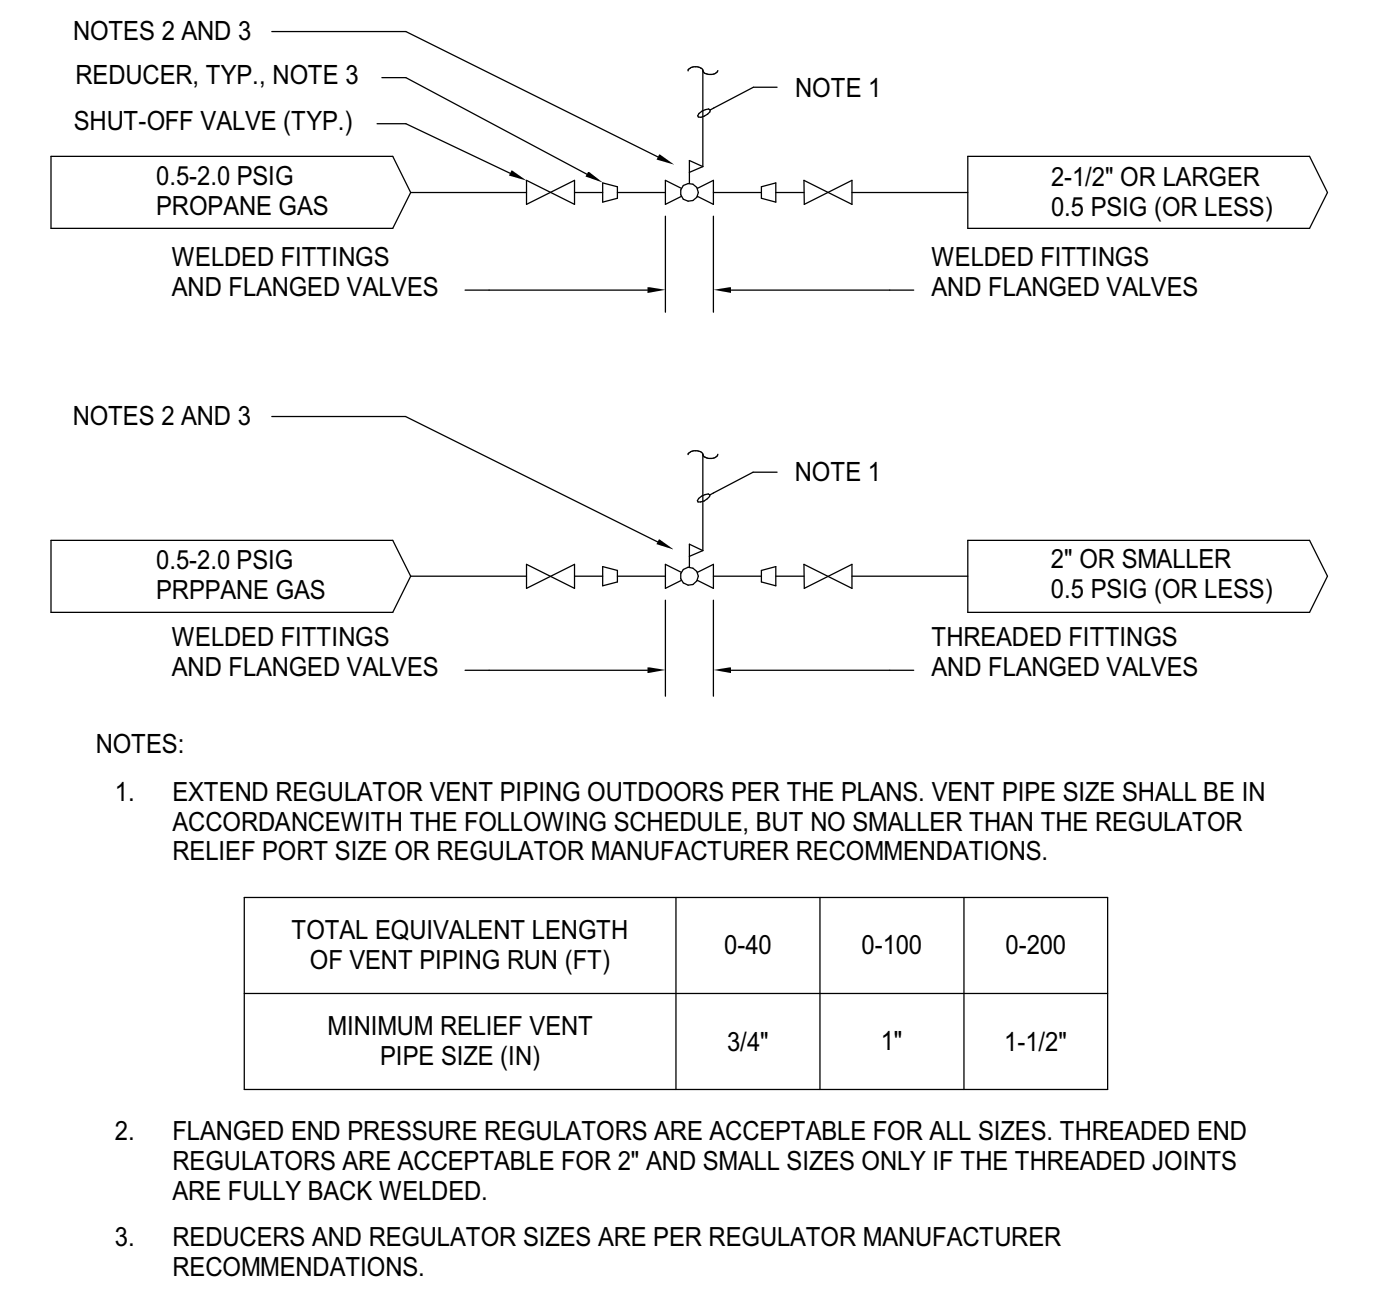 NOTES 2 AND 3
REDUCER, TYP., NOTE 3
SHUT-OFF VALVE (TYP.)
NOTE 1
0.5-2.0 PSIG
PROPANE GAS
2-1/2" OR LARGER
0.5 PSIG (OR LESS)
WELDED FITTINGS
AND FLANGED VALVES
WELDED FITTINGS
AND FLANGED VALVES
NOTES 2 AND 3
NOTE 1
0.5-2.0 PSIG
PRPPANE GAS
2" OR SMALLER
0.5 PSIG (OR LESS)
WELDED FITTINGS
AND FLANGED VALVES
THREADED FITTINGS
AND FLANGED VALVES
NOTES:
1. EXTEND REGULATOR VENT PIPING OUTDOORS PER THE PLANS. VENT PIPE SIZE SHALL BE IN
ACCORDANCEWITH THE FOLLOWING SCHEDULE, BUT NO SMALLER THAN THE REGULATOR
RELIEF PORT SIZE OR REGULATOR MANUFACTURER RECOMMENDATIONS.
TOTAL EQUIVALENT LENGTH
OF VENT PIPING RUN (FT)
0-40
0-100
0-200
MINIMUM RELIEF VENT
PIPE SIZE (IN)
3/4"
1"
1-1/2"
2. FLANGED END PRESSURE REGULATORS ARE ACCEPTABLE FOR ALL SIZES. THREADED END
REGULATORS ARE ACCEPTABLE FOR 2" AND SMALL SIZES ONLY IF THE THREADED JOINTS
ARE FULLY BACK WELDED.
3. REDUCERS AND REGULATOR SIZES ARE PER REGULATOR MANUFACTURER
RECOMMENDATIONS.